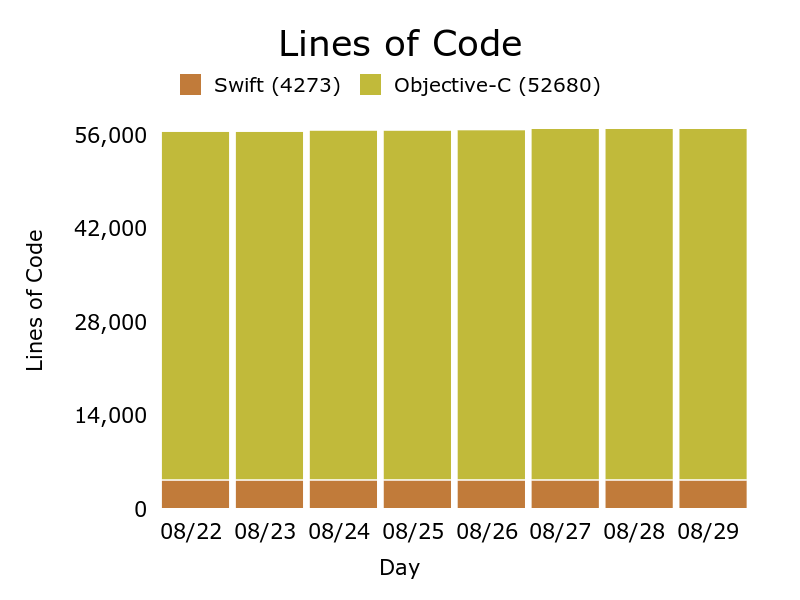 Lines of Code
Swift (4273) Objective-C (52680)
56,000
42,000
28,000
14,000
0
Lines of Code
08/22 08/23 08/24 08/25 08/26 08/27 08/28 08/29
Day